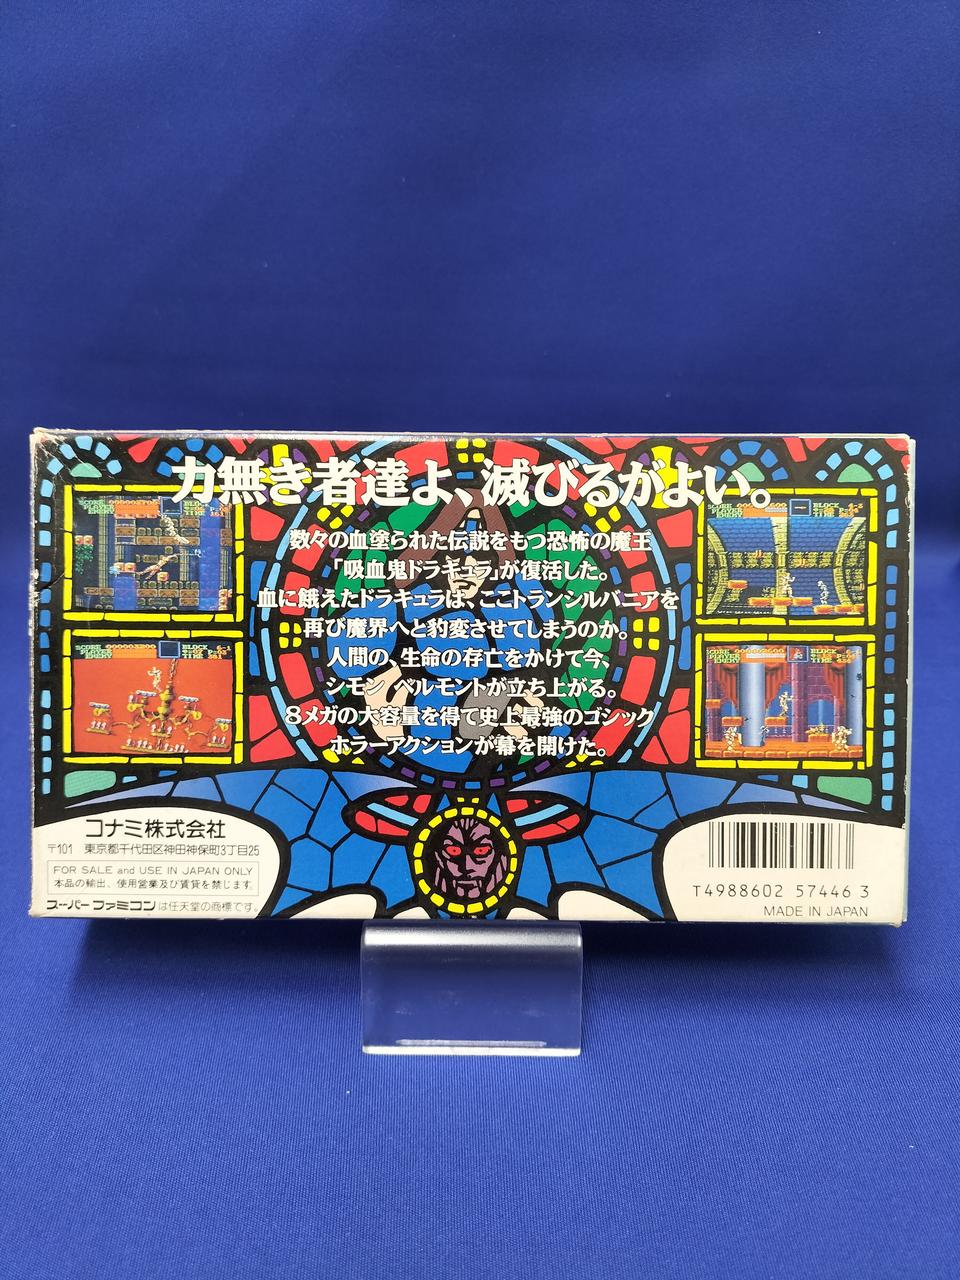 力無き者達よ、滅びるがよい。
数々の血塗られた伝説をもつ恐怖の魔王
「吸血鬼ドラキュラ」が復活した。
血に餓えたドラキュラは、ここトランシルバニアを
再び魔界へと豹変させてしまうのか。
人間の、生命の存亡をかけて今、
シモン・ベルモントが立ち上がる。
8メガの大容量を得て史上最強のゴシック
ホラーアクションが幕を開けた。
コナミ株式会社
〒101 東京都千代田区神田神保町3丁目25
FOR SALE and USE IN JAPAN ONLY
本品の輸出、使用営業及び賃貸を禁じます。
スーパーファミコンは任天堂の商標です。
T4988602 57446 3
MADE IN JAPAN